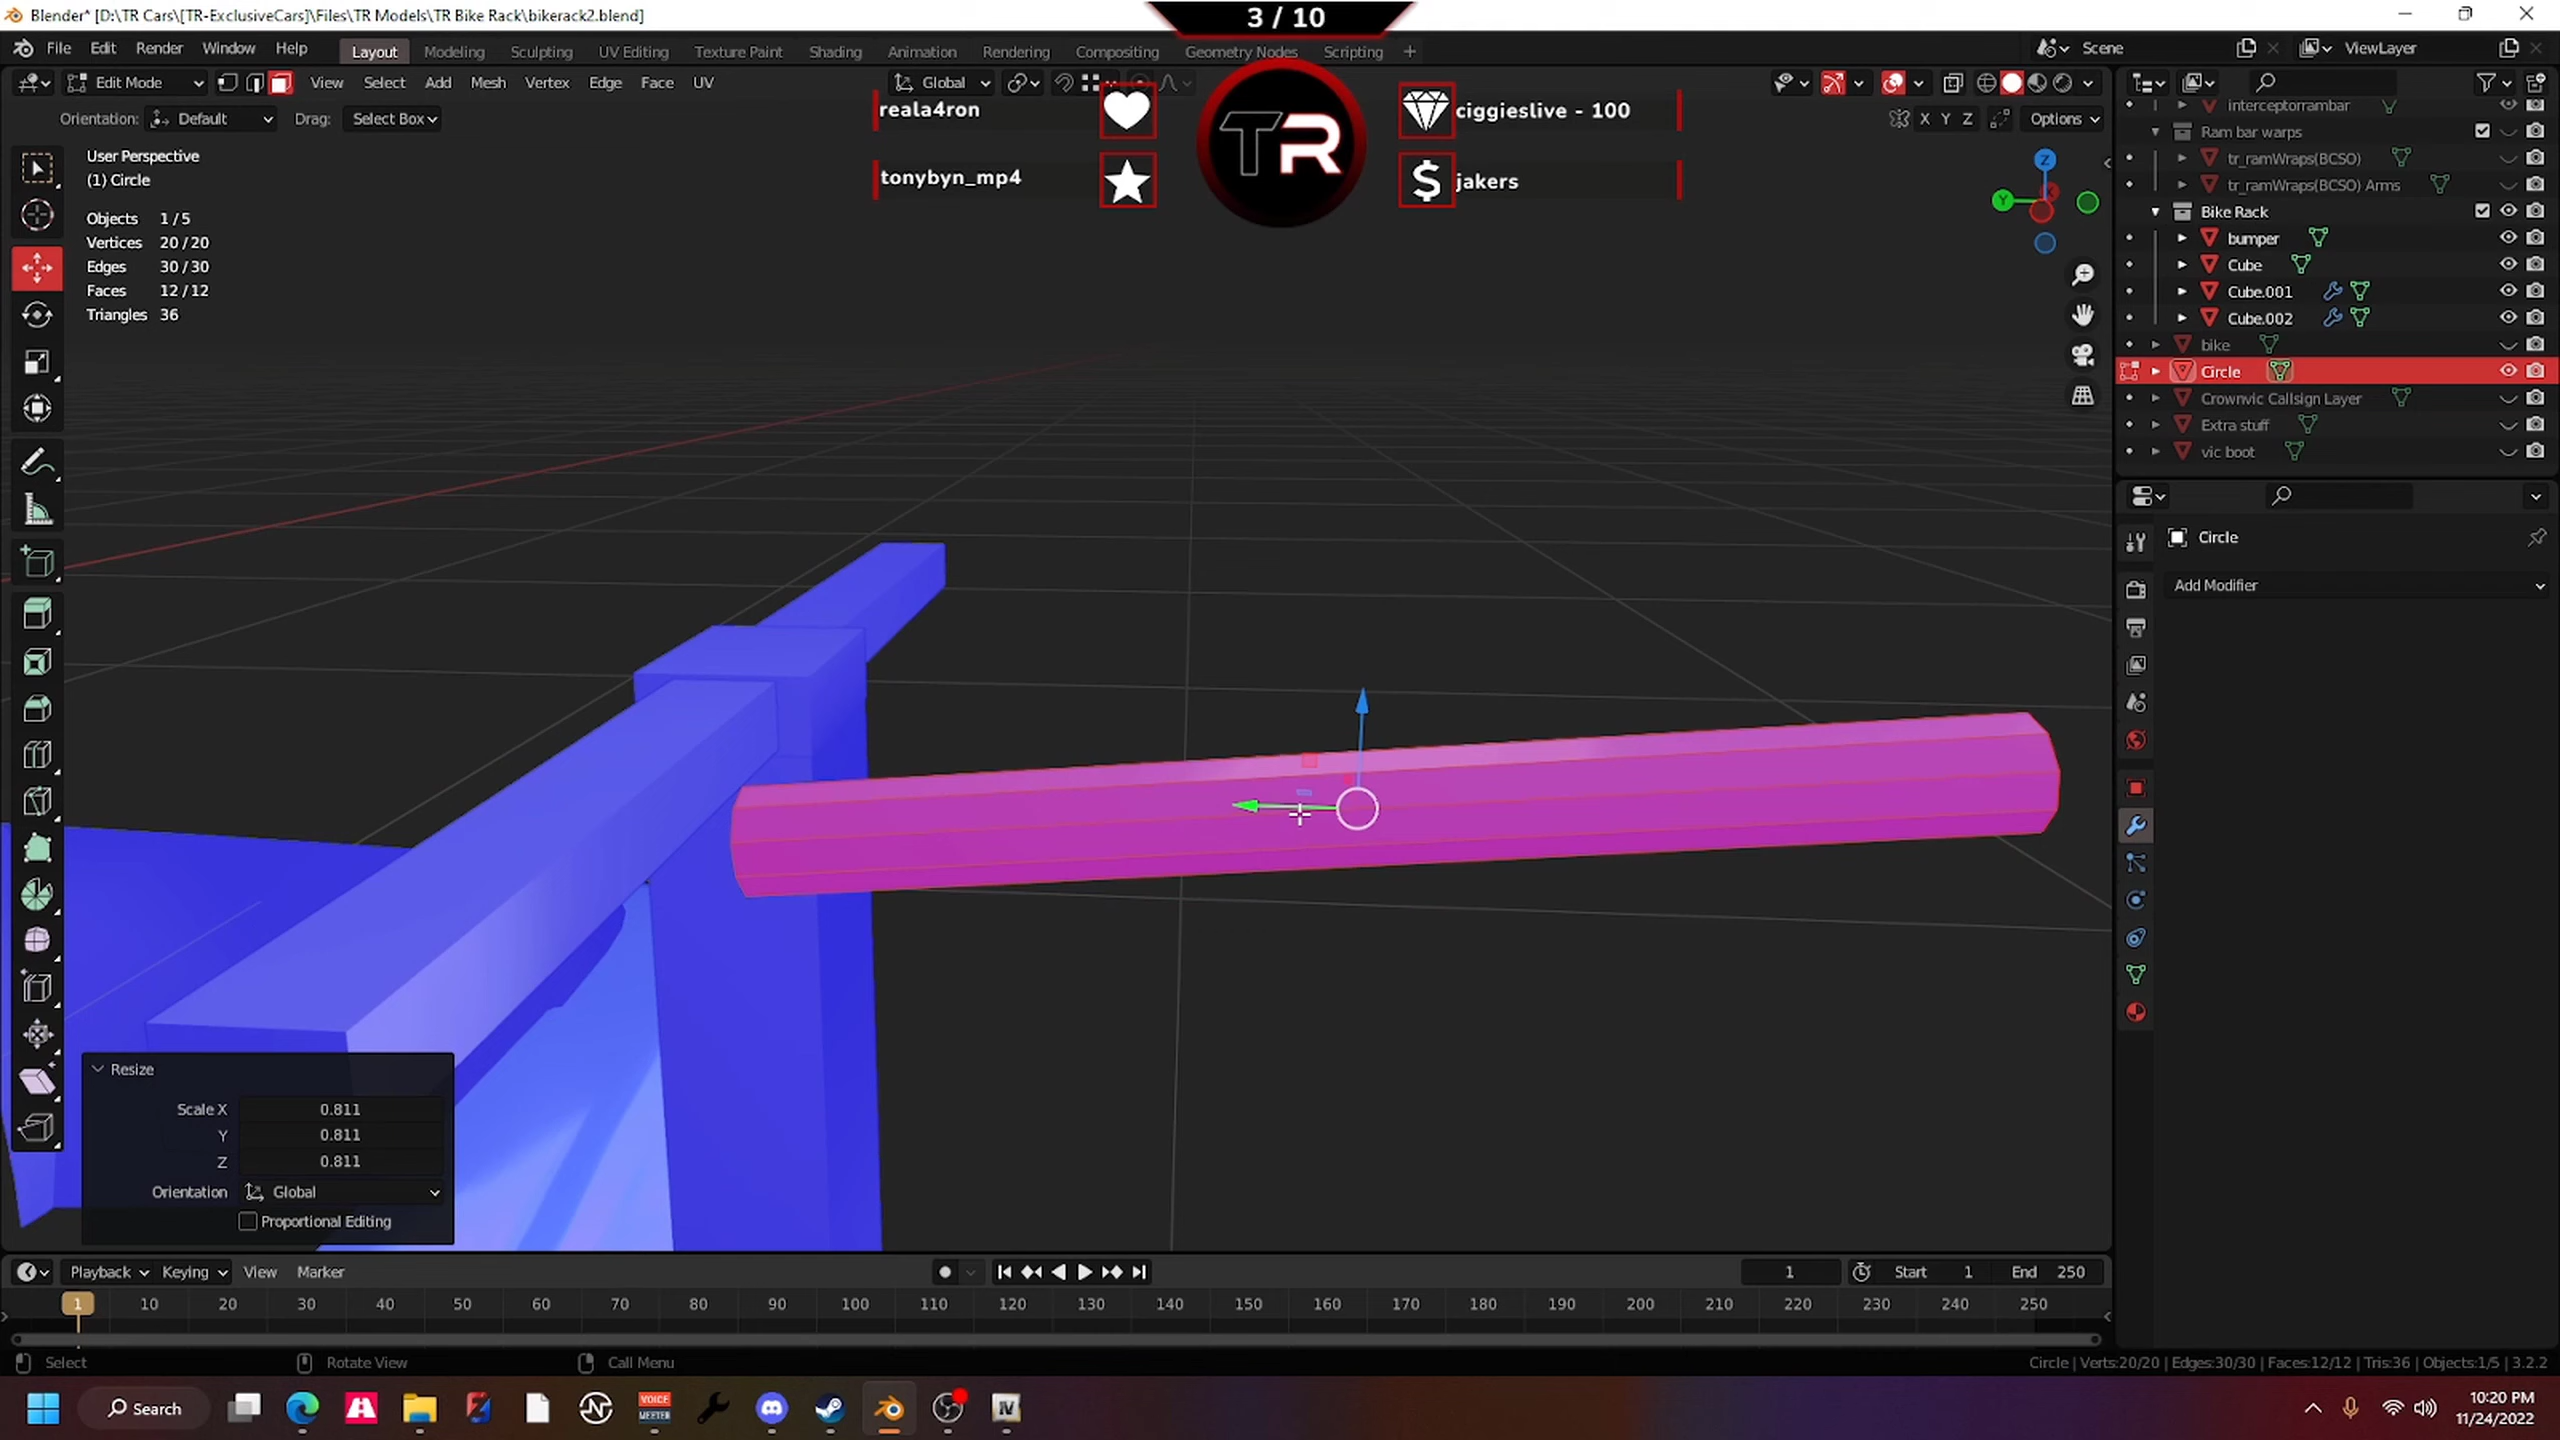 Blender* [D:\TR Cars\[TR-ExclusiveCars]\Files\TR Models\TR Bike Rack\bikerack2.blend]
3 / 10
File Edit Render Window Help Layout Modeling Sculpting UV Editing Texture Paint Shading Animation Rendering Compositing Geometry Nodes Scripting +
Scene
ViewLayer
Edit Mode View Select Add Mesh Vertex Edge Face UV
Global
Orientation: Default Drag: Select Box
X Y Z Options
reala4ron
ciggieslive - 100
tonybyn_mp4
jakers
TR
$
User Perspective
(1) Circle
Objects 1 / 5
Vertices 20 / 20
Edges 30 / 30
Faces 12 / 12
Triangles 36
Z
Y
interceptorrambar
Ram bar warps
tr_ramWraps(BCSO)
tr_ramWraps(BCSO) Arms
Bike Rack
bumper
Cube
Cube.001
Cube.002
bike
Circle
Crownvic Callsign Layer
Extra stuff
vic boot
Circle
Add Modifier
Resize
Scale X 0.811
Y 0.811
Z 0.811
Orientation Global
Proportional Editing
Playback Keying View Marker
1 Start 1 End 250
1 10 20 30 40 50 60 70 80 90 100 110 120 130 140 150 160 170 180 190 200 210 220 230 240 250
Select Rotate View Call Menu
Circle | Verts:20/20 | Edges:30/30 | Faces:12/12 | Tris:36 | Objects:1/5 | 3.2.2
Search
VOICE
MEETER
IV
10:20 PM
11/24/2022